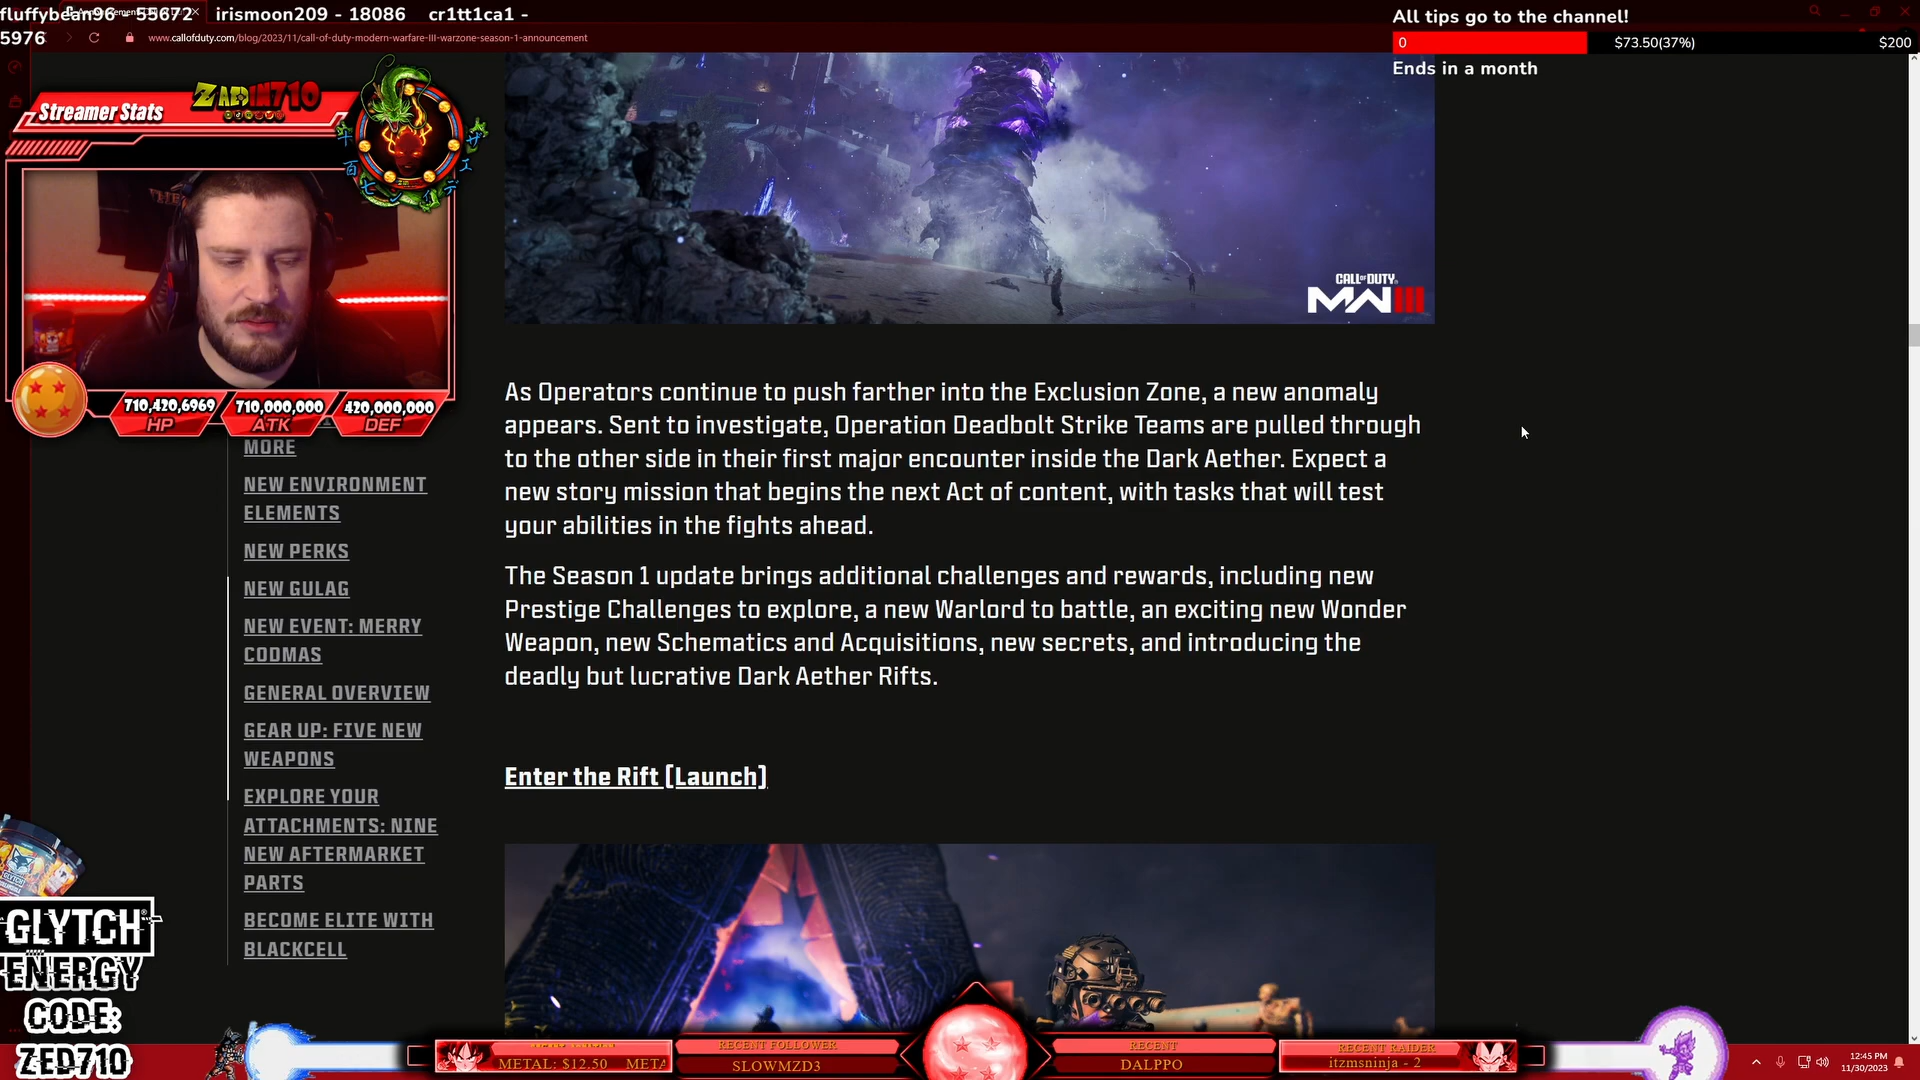 fluffybean96 - 55672   irismoon209 - 18086   cr1tt1ca1 -
5976
www.callofduty.com/blog/2023/11/call-of-duty-modern-warfare-III-warzone-season-1-announcement
All tips go to the channel!
0 $73.50(37%) $200
Ends in a month
Streamer Stats
ZEDIN710
710,420,6969 710,000,000 420,000,000
HP ATK DEF
CALL OF DUTY
MWIII
MORE
NEW ENVIRONMENT
ELEMENTS
NEW PERKS
NEW GULAG
NEW EVENT: MERRY
CODMAS
GENERAL OVERVIEW
GEAR UP: FIVE NEW
WEAPONS
EXPLORE YOUR
ATTACHMENTS: NINE
NEW AFTERMARKET
PARTS
BECOME ELITE WITH
BLACKCELL
As Operators continue to push farther into the Exclusion Zone, a new anomaly
appears. Sent to investigate, Operation Deadbolt Strike Teams are pulled through
to the other side in their first major encounter inside the Dark Aether. Expect a
new story mission that begins the next Act of content, with tasks that will test
your abilities in the fights ahead.
The Season 1 update brings additional challenges and rewards, including new
Prestige Challenges to explore, a new Warlord to battle, an exciting new Wonder
Weapon, new Schematics and Acquisitions, new secrets, and introducing the
deadly but lucrative Dark Aether Rifts.
Enter the Rift [Launch]
GLYTCH
ENERGY
CODE:
ZED710
METAL: $12.50 META
RECENT FOLLOWER
SLOWMZD3
RECENT
DALPPO
RECENT RAIDER
itzmsninja - 2
12:45 PM
11/30/2023